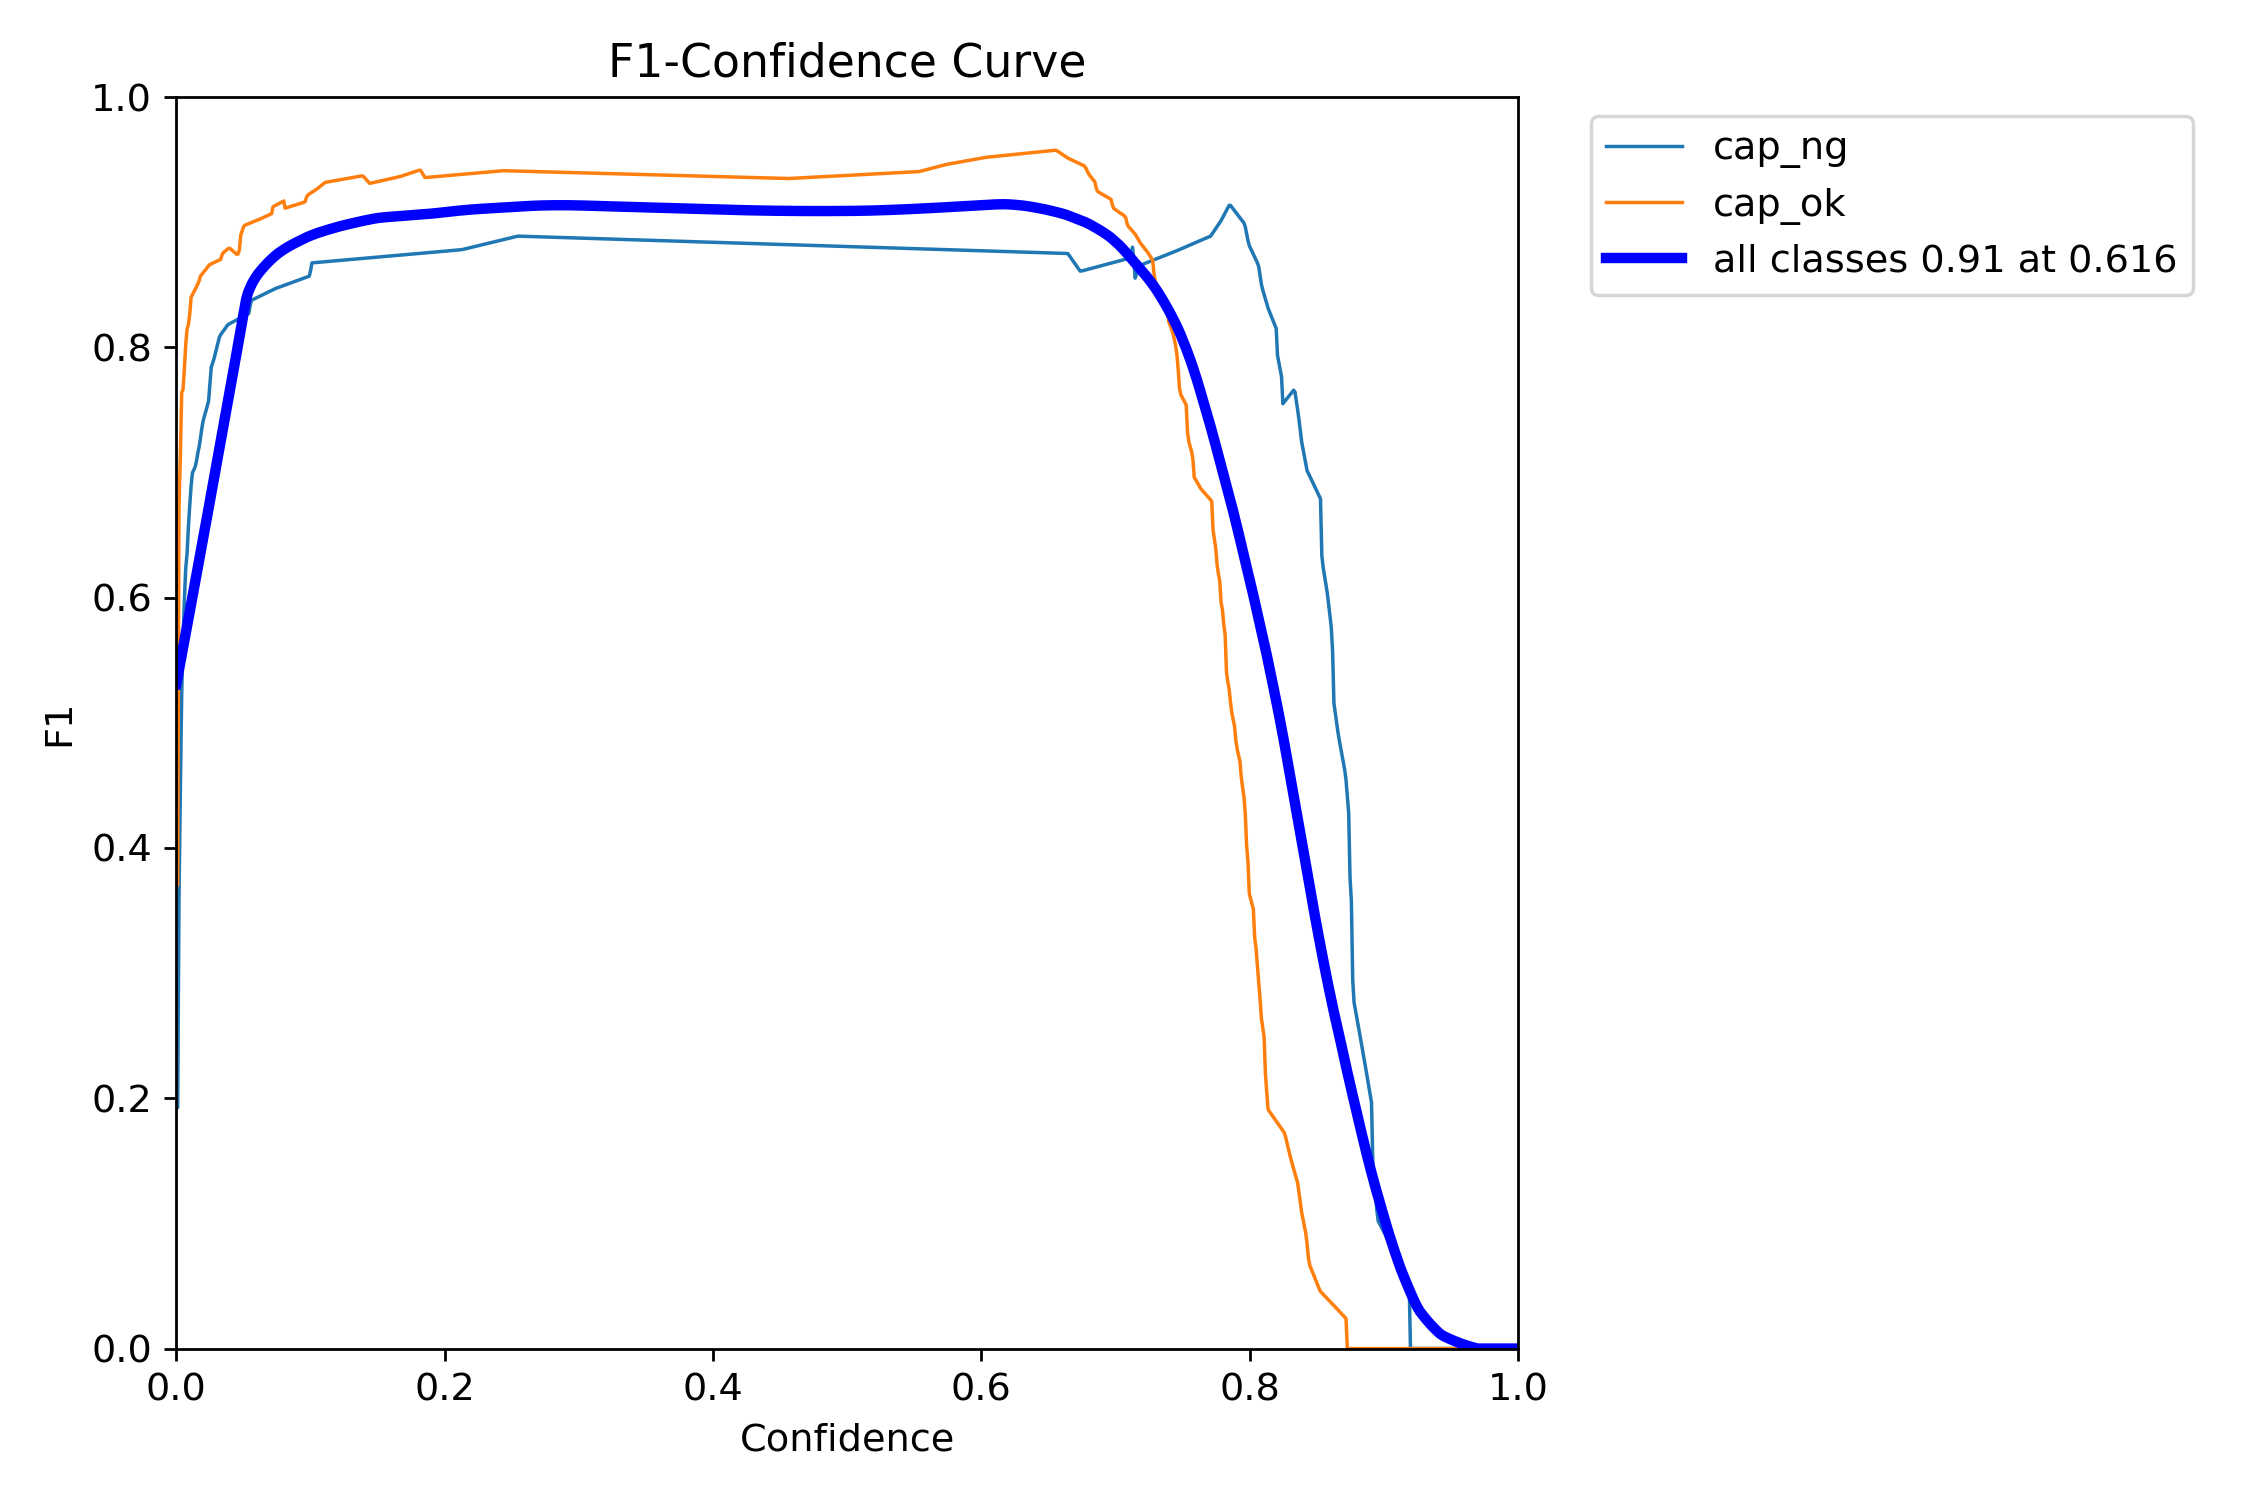 F1-Confidence Curve
1.0
0.8
0.6
0.4
0.2
0.0
F1
0.0 0.2 0.4 0.6 0.8 1.0
Confidence
cap_ng
cap_ok
all classes 0.91 at 0.616